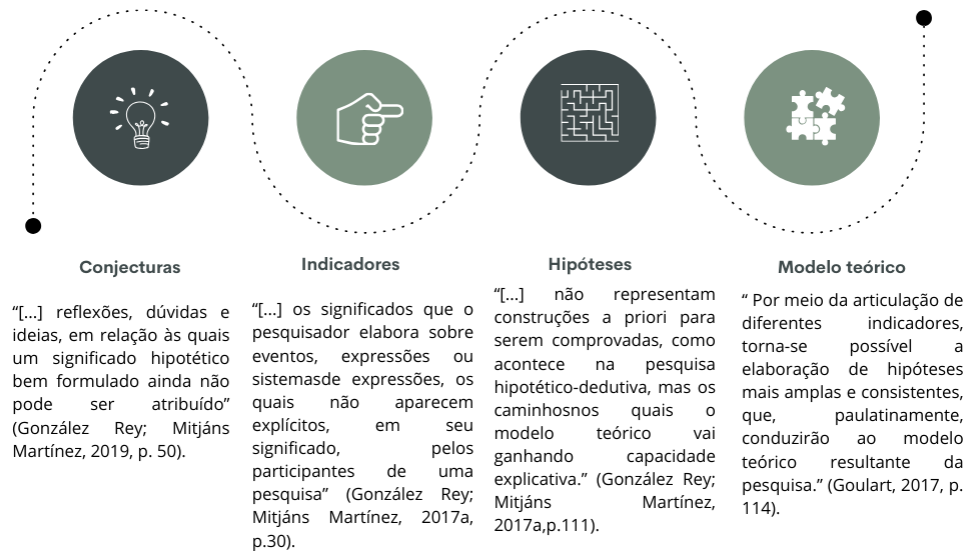 Conjecturas
“[...] reflexões, dúvidas e
ideias, em relação às quais
um significado hipotético
bem formulado ainda não
pode ser atribuído”
(González Rey; Mitjáns
Martínez, 2019, p. 50).
Indicadores
“[...] os significados que o
pesquisador elabora sobre
eventos, expressões ou
sistemasde expressões, os
quais não aparecem
explícitos, em seu
significado, pelos
participantes de uma
pesquisa” (González Rey;
Mitjáns Martínez, 2017a,
p.30).
Hipóteses
“[...] não representam
construções a priori para
serem comprovadas, como
acontece na pesquisa
hipotético-dedutiva, mas os
caminhosnos quais o
modelo teórico vai
ganhando capacidade
explicativa.” (González Rey;
Mitjáns Martínez,
2017a,p.111).
Modelo teórico
“ Por meio da articulação de
diferentes indicadores,
torna-se possível a
elaboração de hipóteses
mais amplas e consistentes,
que, paulatinamente,
conduzirão ao modelo
teórico resultante da
pesquisa.” (Goulart, 2017, p.
114).